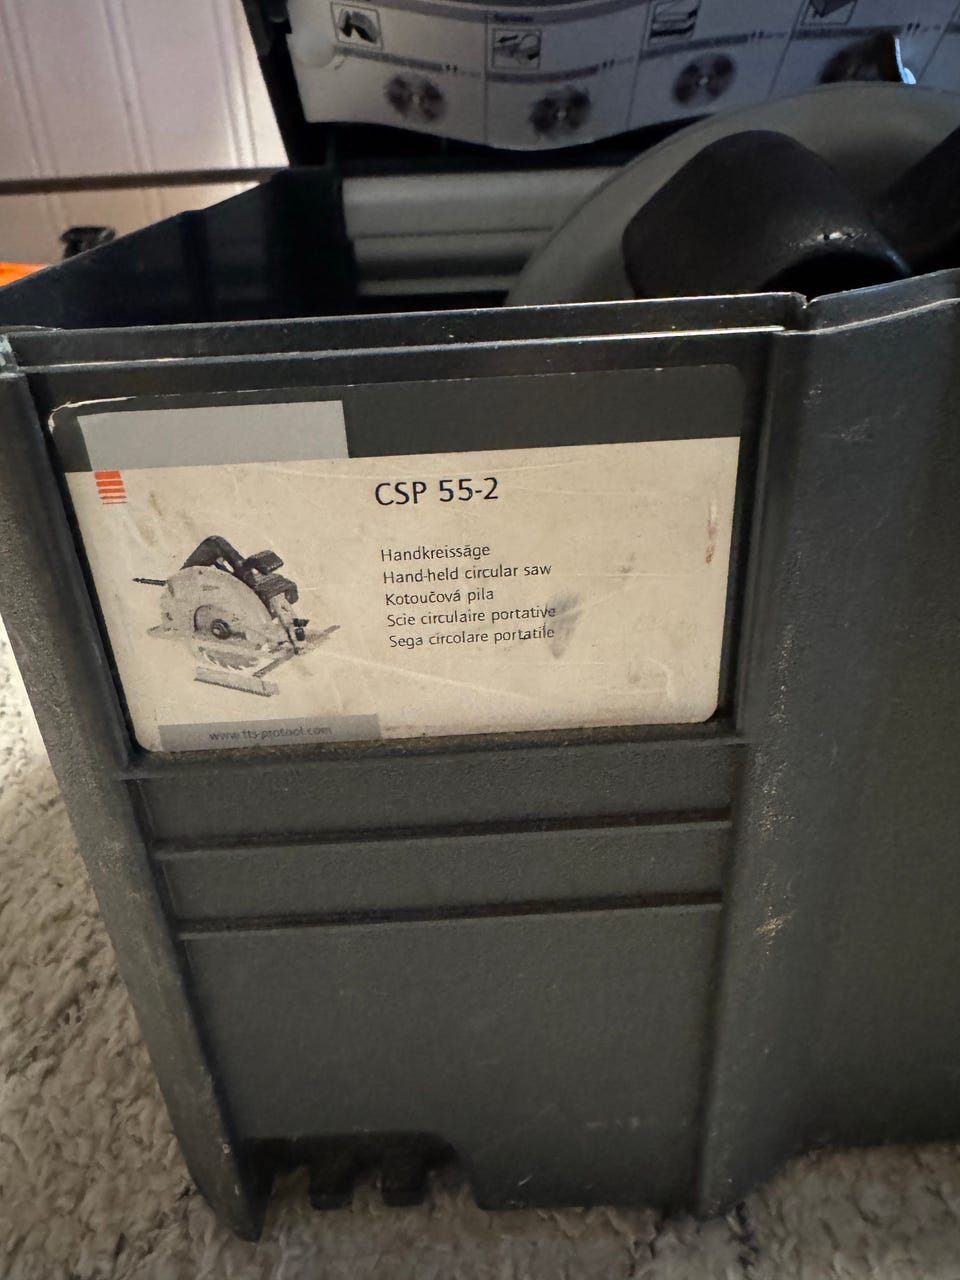 CSP 55-2
Handkreissäge
Hand-held circular saw
Kotoučová pila
Scie circulaire portative
Sega circolare portatile
www.tts-protool.com